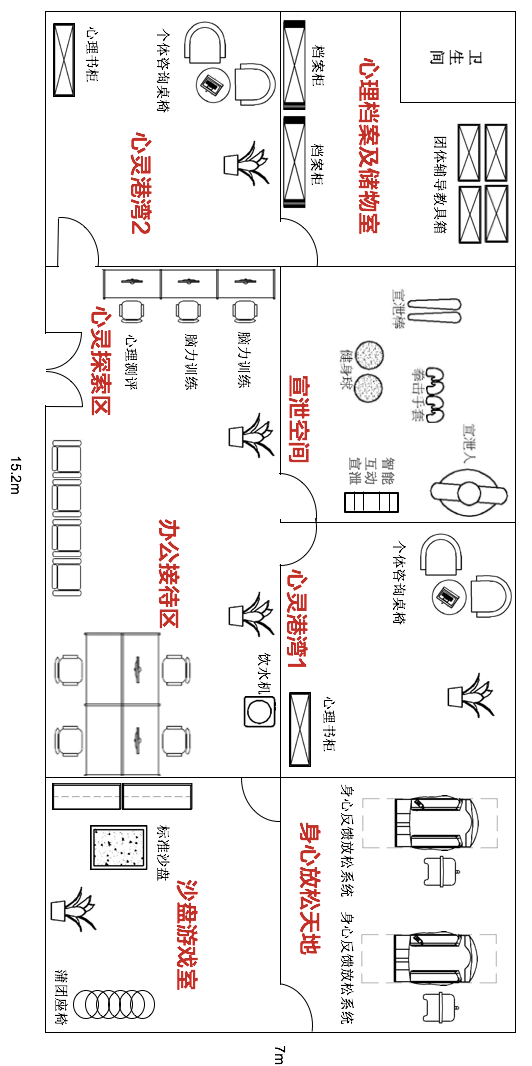 心理书柜
个体咨询桌椅
心灵港湾2
档案柜
档案柜
心理档案及储物室
卫生间
团体辅导教具箱
心灵探索区
心理测评
脑力训练
脑力训练
宣泄空间
宣泄棒
健身球
拳击手套
宣泄人
智能
互动
宣泄
15.2m
办公接待区
饮水机
心灵港湾1
个体咨询桌椅
心理书柜
标准沙盘
沙盘游戏室
蒲团座椅
身心放松天地
身心反馈放松系统
身心反馈放松系统
7m